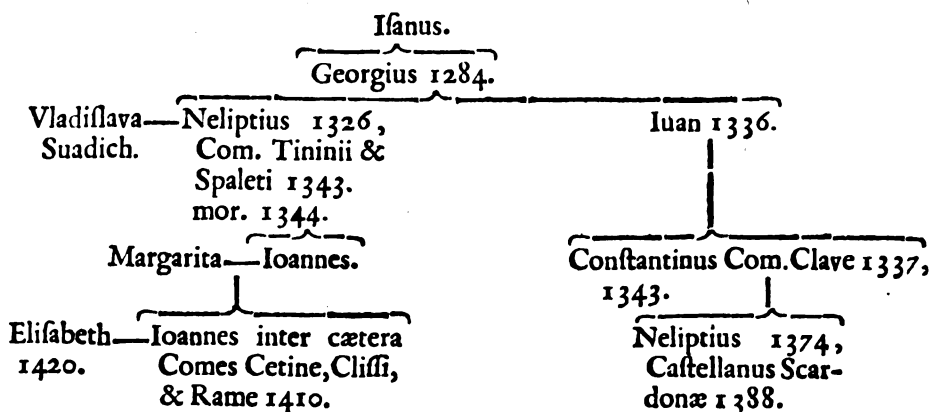 Iſanus.
Georgius 1284.
Vladiſlava Neliptius 1326, Iuan 1336.
Suadich. Com. Tininii &
Spaleti 1343.
mor. 1344.
Margarita Ioannes. Conſtantinus Com. Clave 1337,
1343.
Eliſabeth Ioannes inter cætera Neliptius 1374,
1420. Comes Cetine, Cliſſi, Caſtellanus Scar-
& Rame 1410. donæ 1388.